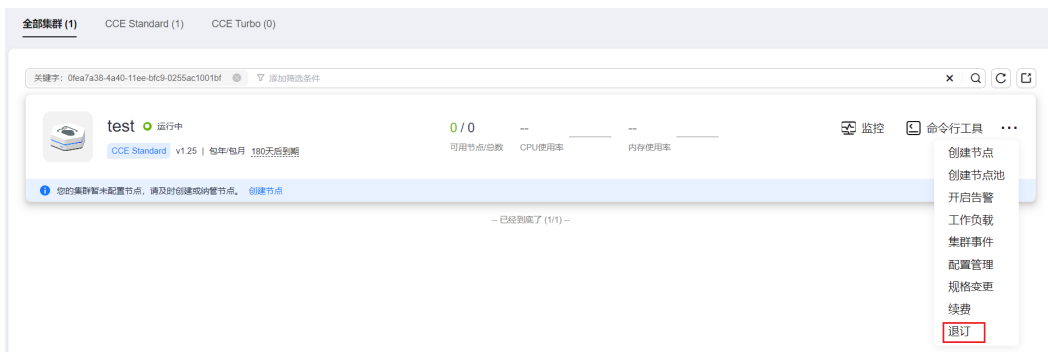 全部集群 (1) CCE Standard (1) CCE Turbo (0)
关键字: 0fea7a38-4a40-11ee-bfc9-0255ac1001bf 添加筛选条件
test 运行中
CCE Standard v1.25 | 包年/包月 180天后到期
0 / 0 -- --
可用节点/总数 CPU使用率 内存使用率
监控 命令行工具 ...
您的集群暂未配置节点，请及时创建或纳管节点。 创建节点
-- 已经到底了 (1/1) --
创建节点
创建节点池
开启告警
工作负载
集群事件
配置管理
规格变更
续费
退订